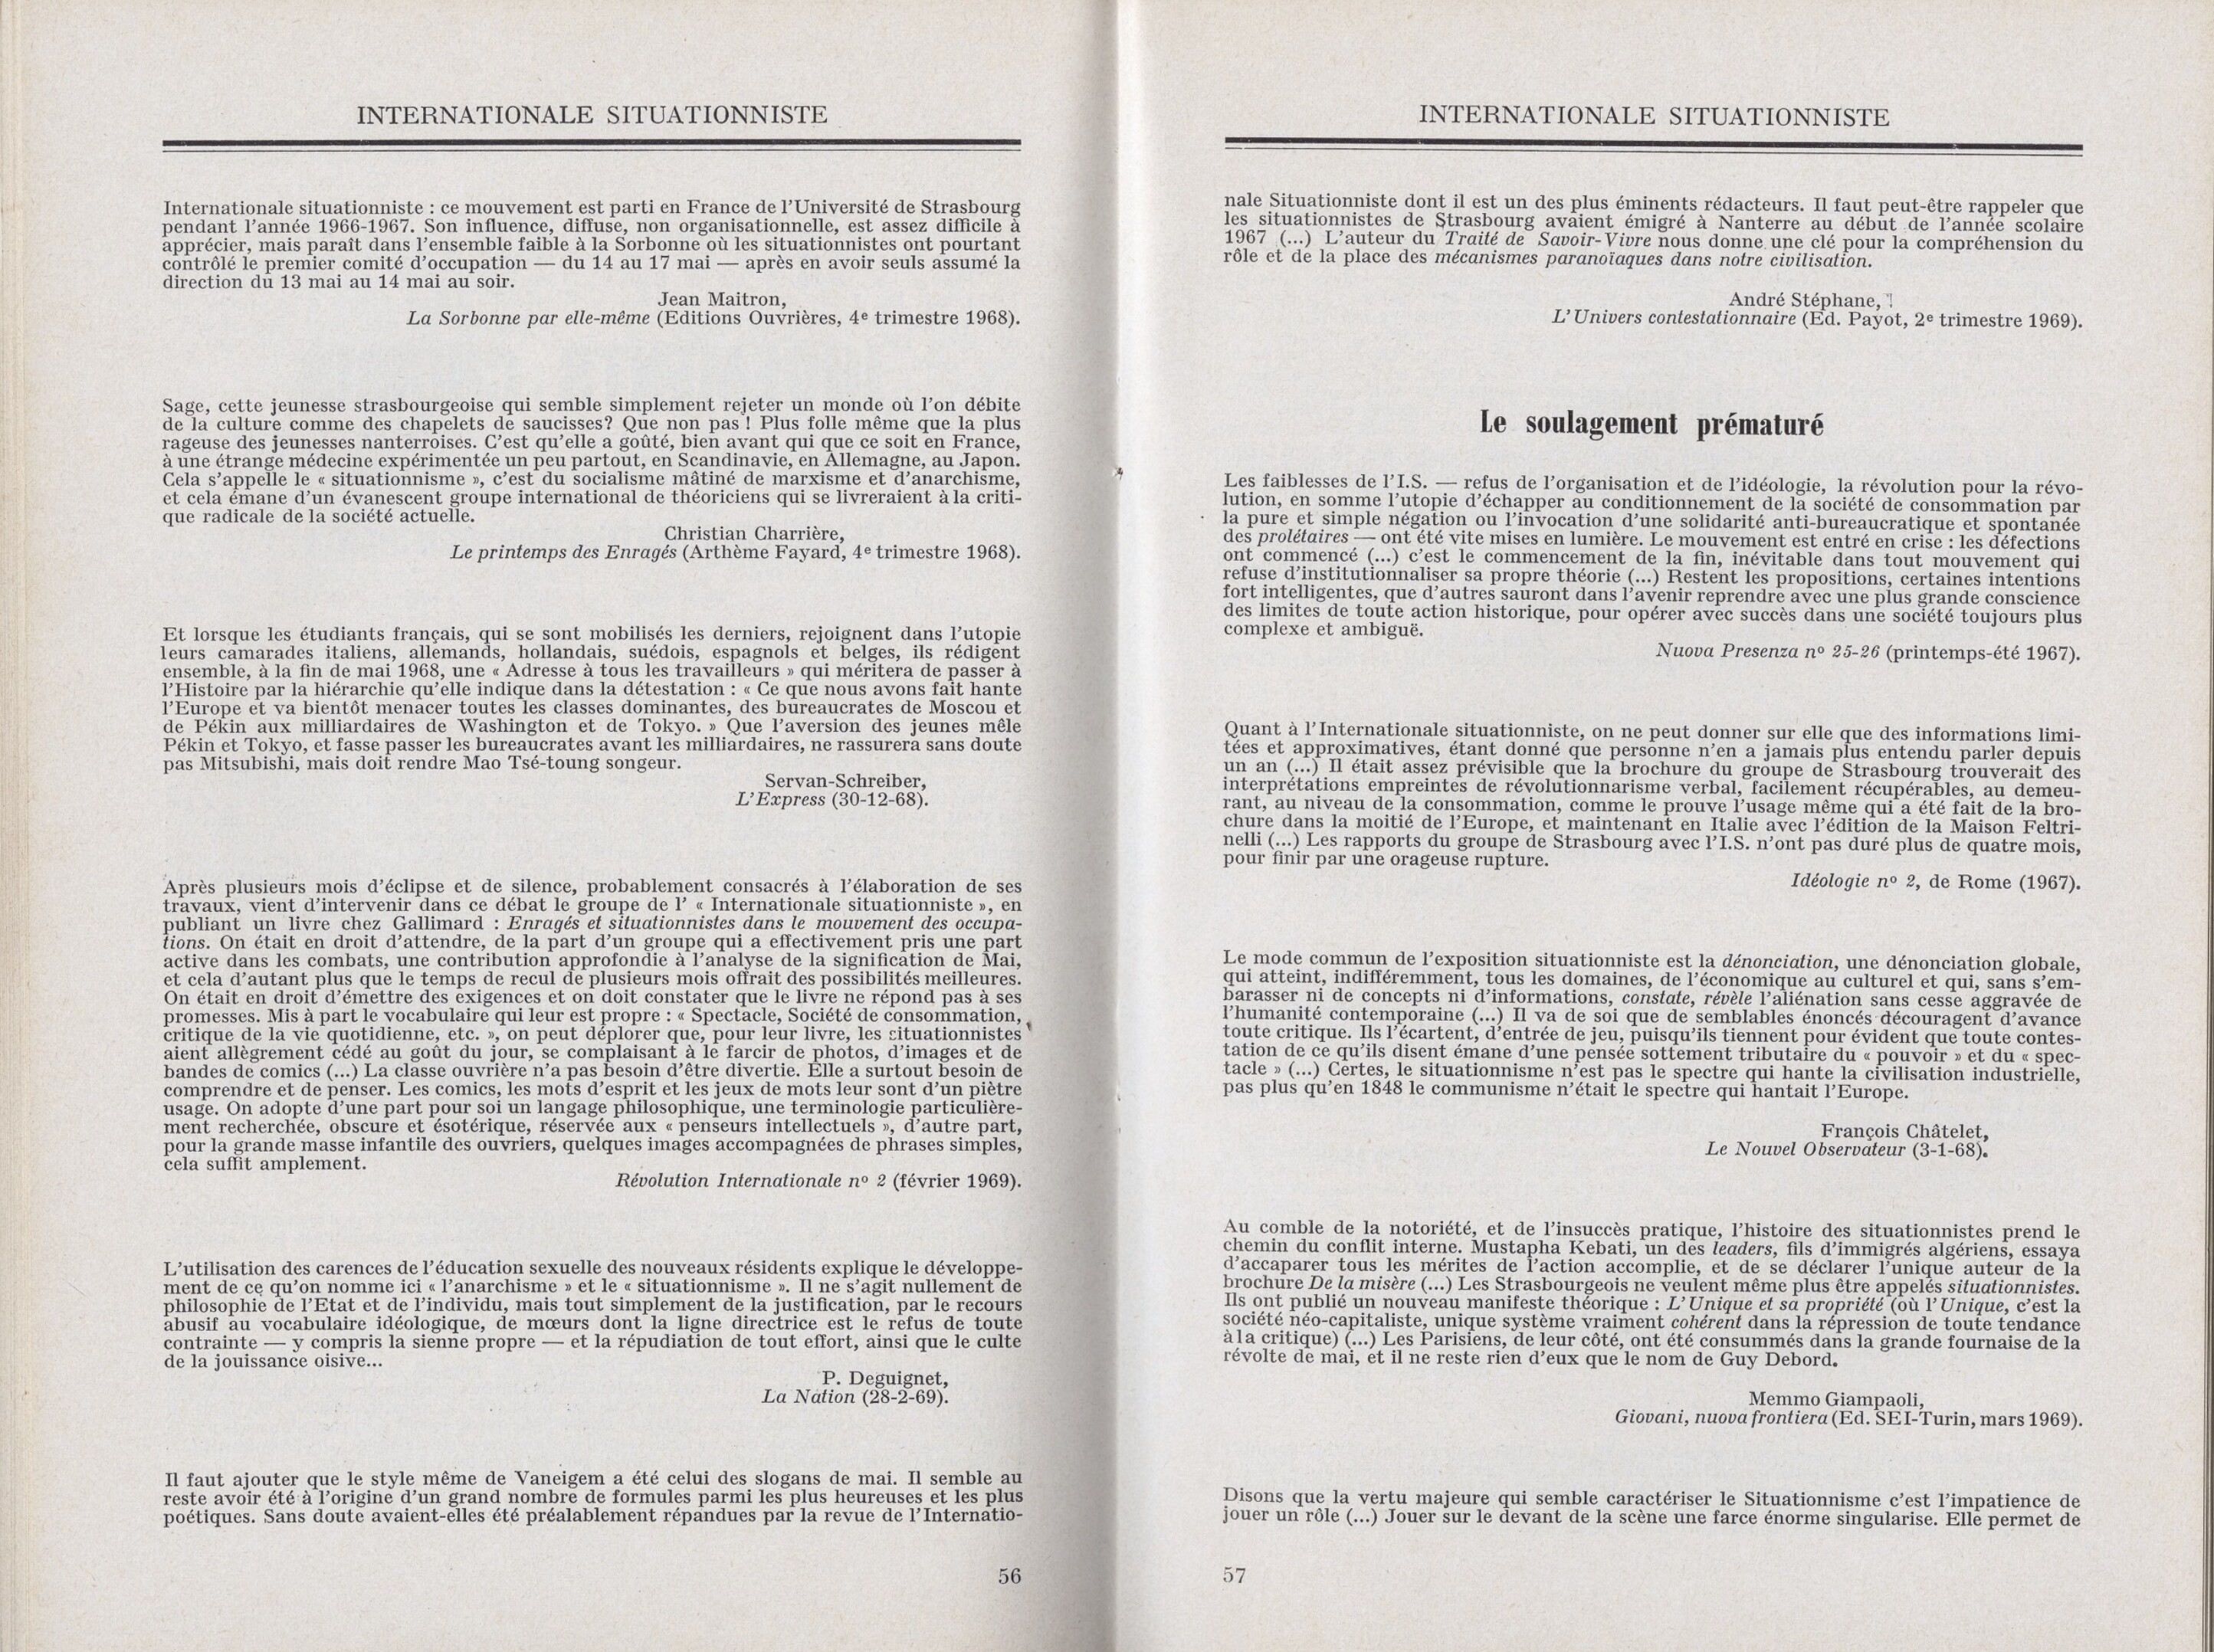 INTERNATIONALE SITUATIONNISTE
Internationale situationniste : ce mouvement est parti en France de l'Université de Strasbourg
pendant l'année 1966-1967. Son influence, diffuse, non organisationnelle, est assez difficile à
apprécier, mais paraît dans l'ensemble faible à la Sorbonne où les situationnistes ont pourtant
contrôlé le premier comité d'occupation — du 14 au 17 mai — après en avoir seuls assumé la
direction du 13 mai au 14 mai au soir.
Jean Maitron,
La Sorbonne par elle-même (Editions Ouvrières, 4e trimestre 1968).
Sage, cette jeunesse strasbourgeoise qui semble simplement rejeter un monde où l'on débite
de la culture comme des chapelets de saucisses? Que non pas ! Plus folle même que la plus
rageuse des jeunesses nanterroises. C'est qu'elle a goûté, bien avant qui que ce soit en France,
à une étrange médecine expérimentée un peu partout, en Scandinavie, en Allemagne, au Japon.
Cela s'appelle le « situationnisme », c'est du socialisme mâtiné de marxisme et d'anarchisme,
et cela émane d'un évanescent groupe international de théoriciens qui se livreraient à la criti-
que radicale de la société actuelle.
Christian Charrière,
Le printemps des Enragés (Arthème Fayard, 4e trimestre 1968).
Et lorsque les étudiants français, qui se sont mobilisés les derniers, rejoignent dans l'utopie
leurs camarades italiens, allemands, hollandais, suédois, espagnols et belges, ils rédigent
ensemble, à la fin de mai 1968, une « Adresse à tous les travailleurs » qui méritera de passer à
l'Histoire par la hiérarchie qu'elle indique dans la détestation : « Ce que nous avons fait hante
l'Europe et va bientôt menacer toutes les classes dominantes, des bureaucrates de Moscou et
de Pékin aux milliardaires de Washington et de Tokyo. » Que l'aversion des jeunes mêle
Pékin et Tokyo, et fasse passer les bureaucrates avant les milliardaires, ne rassurera sans doute
pas Mitsubishi, mais doit rendre Mao Tsé-toung songeur.
Servan-Schreiber,
L'Express (30-12-68).
Après plusieurs mois d'éclipse et de silence, probablement consacrés à l'élaboration de ses
travaux, vient d'intervenir dans ce débat le groupe de l' « Internationale situationniste », en
publiant un livre chez Gallimard : Enragés et situationnistes dans le mouvement des occupa-
tions. On était en droit d'attendre, de la part d'un groupe qui a effectivement pris une part
active dans les combats, une contribution approfondie à l'analyse de la signification de Mai,
et cela d'autant plus que le temps de recul de plusieurs mois offrait des possibilités meilleures.
On était en droit d'émettre des exigences et on doit constater que le livre ne répond pas à ses
promesses. Mis à part le vocabulaire qui leur est propre : « Spectacle, Société de consommation,
critique de la vie quotidienne, etc. », on peut déplorer que, pour leur livre, les situationnistes
aient allègrement cédé au goût du jour, se complaisant à le farcir de photos, d'images et de
bandes de comics (...) La classe ouvrière n'a pas besoin d'être divertie. Elle a surtout besoin de
comprendre et de penser. Les comics, les mots d'esprit et les jeux de mots leur sont d'un piètre
usage. On adopte d'une part pour soi un langage philosophique, une terminologie particulière-
ment recherchée, obscure et ésotérique, réservée aux « penseurs intellectuels », d'autre part,
pour la grande masse infantile des ouvriers, quelques images accompagnées de phrases simples,
cela suffit amplement.
Révolution Internationale no 2 (février 1969).
L'utilisation des carences de l'éducation sexuelle des nouveaux résidents explique le développe-
ment de ce qu'on nomme ici « l'anarchisme » et le « situationnisme ». Il ne s'agit nullement de
philosophie de l'Etat et de l'individu, mais tout simplement de la justification, par le recours
abusif au vocabulaire idéologique, de mœurs dont la ligne directrice est le refus de toute
contrainte — y compris la sienne propre — et la répudiation de tout effort, ainsi que le culte
de la jouissance oisive...
P. Deguignet,
La Nation (28-2-69).
Il faut ajouter que le style même de Vaneigem a été celui des slogans de mai. Il semble au
reste avoir été à l'origine d'un grand nombre de formules parmi les plus heureuses et les plus
poétiques. Sans doute avaient-elles été préalablement répandues par la revue de l'Internatio-
56
INTERNATIONALE SITUATIONNISTE
nale Situationniste dont il est un des plus éminents rédacteurs. Il faut peut-être rappeler que
les situationnistes de Strasbourg avaient émigré à Nanterre au début de l'année scolaire
1967 (...) L'auteur du Traité de Savoir-Vivre nous donne une clé pour la compréhension du
rôle et de la place des mécanismes paranoïaques dans notre civilisation.
André Stéphane,
L'Univers contestationnaire (Ed. Payot, 2e trimestre 1969).
Le soulagement prématuré
Les faiblesses de l'I.S. — refus de l'organisation et de l'idéologie, la révolution pour la révo-
lution, en somme l'utopie d'échapper au conditionnement de la société de consommation par
la pure et simple négation ou l'invocation d'une solidarité anti-bureaucratique et spontanée
des prolétaires — ont été vite mises en lumière. Le mouvement est entré en crise : les défections
ont commencé (...) c'est le commencement de la fin, inévitable dans tout mouvement qui
refuse d'institutionnaliser sa propre théorie (...) Restent les propositions, certaines intentions
fort intelligentes, que d'autres sauront dans l'avenir reprendre avec une plus grande conscience
des limites de toute action historique, pour opérer avec succès dans une société toujours plus
complexe et ambiguë.
Nuova Presenza no 25-26 (printemps-été 1967).
Quant à l'Internationale situationniste, on ne peut donner sur elle que des informations limi-
tées et approximatives, étant donné que personne n'en a jamais plus entendu parler depuis
un an (...) Il était assez prévisible que la brochure du groupe de Strasbourg trouverait des
interprétations empreintes de révolutionnarisme verbal, facilement récupérables, au demeu-
rant, au niveau de la consommation, comme le prouve l'usage même qui a été fait de la bro-
chure dans la moitié de l'Europe, et maintenant en Italie avec l'édition de la Maison Feltri-
nelli (...) Les rapports du groupe de Strasbourg avec l'I.S. n'ont pas duré plus de quatre mois,
pour finir par une orageuse rupture.
Idéologie no 2, de Rome (1967).
Le mode commun de l'exposition situationniste est la dénonciation, une dénonciation globale,
qui atteint, indifféremment, tous les domaines, de l'économique au culturel et qui, sans s'em-
barasser ni de concepts ni d'informations, constate, révèle l'aliénation sans cesse aggravée de
l'humanité contemporaine (...) Il va de soi que de semblables énoncés découragent d'avance
toute critique. Ils l'écartent, d'entrée de jeu, puisqu'ils tiennent pour évident que toute contes-
tation de ce qu'ils disent émane d'une pensée sottement tributaire du « pouvoir » et du « spec-
tacle » (...) Certes, le situationnisme n'est pas le spectre qui hante la civilisation industrielle,
pas plus qu'en 1848 le communisme n'était le spectre qui hantait l'Europe.
François Châtelet,
Le Nouvel Observateur (3-1-68).
Au comble de la notoriété, et de l'insuccès pratique, l'histoire des situationnistes prend le
chemin du conflit interne. Mustapha Kebati, un des leaders, fils d'immigrés algériens, essaya
d'accaparer tous les mérites de l'action accomplie, et de se déclarer l'unique auteur de la
brochure De la misère (...) Les Strasbourgeois ne veulent même plus être appelés situationnistes.
Ils ont publié un nouveau manifeste théorique : L'Unique et sa propriété (où l'Unique, c'est la
société néo-capitaliste, unique système vraiment cohérent dans la répression de toute tendance
à la critique) (...) Les Parisiens, de leur côté, ont été consummés dans la grande fournaise de la
révolte de mai, et il ne reste rien d'eux que le nom de Guy Debord.
Memmo Giampaoli,
Giovani, nuova frontiera (Ed. SEI-Turin, mars 1969).
Disons que la vertu majeure qui semble caractériser le Situationnisme c'est l'impatience de
jouer un rôle (...) Jouer sur le devant de la scène une farce énorme singularise. Elle permet de
57